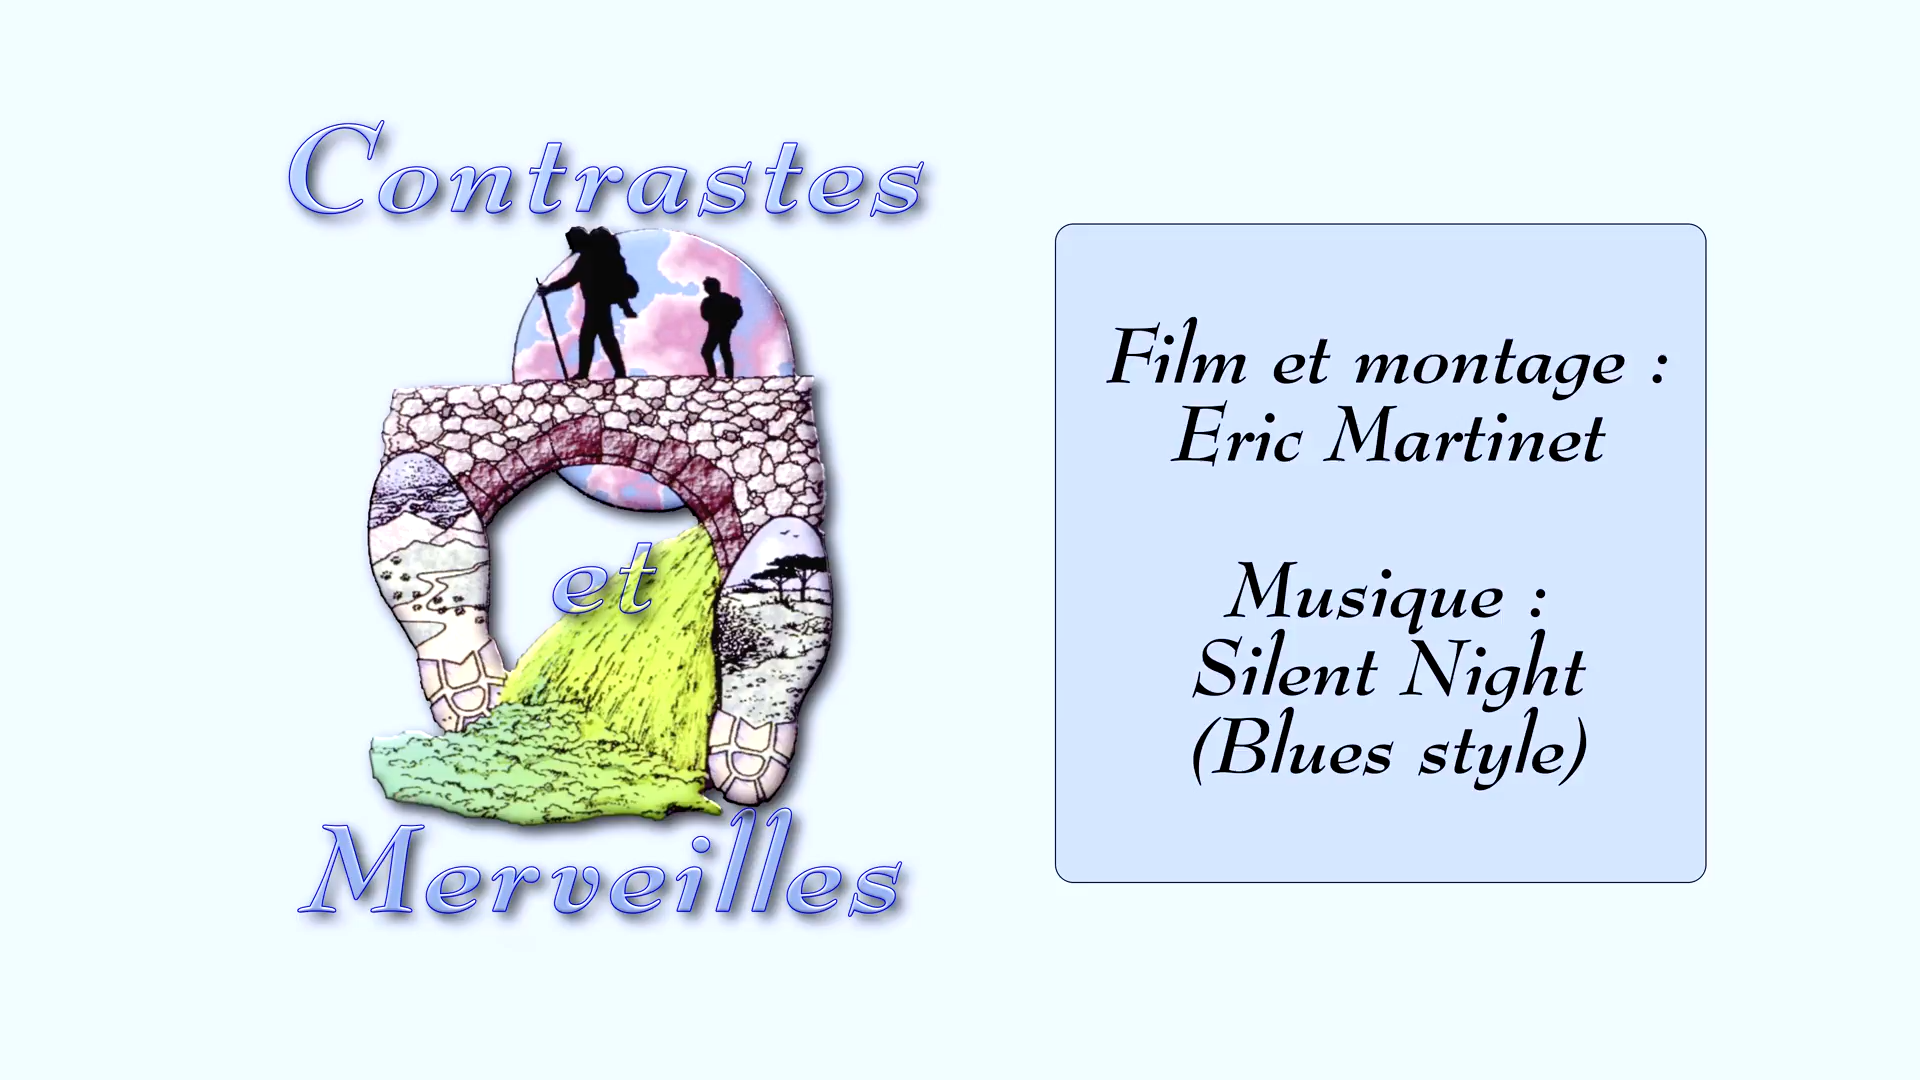 Contrastes
et
Merveilles
Film et montage :
Eric Martinet
Musique :
Silent Night
(Blues style)